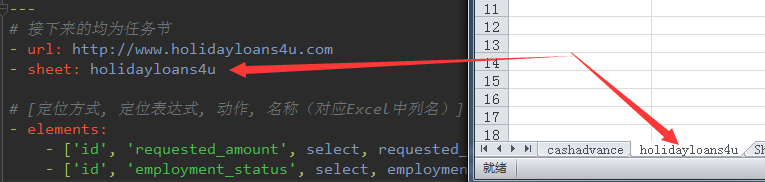 ---
# 接下来的均为任务节
- url: http://www.holidayloans4u.com
- sheet: holidayloans4u
# [定位方式, 定位表达式, 动作, 名称（对应Excel中列名）]
- elements:
- ['id', 'requested_amount', select, requested_
- ['id', 'employment_status', select, employmen
11
12
13
14
15
16
17
18
cashadvance holidayloans4u Sh
就绪